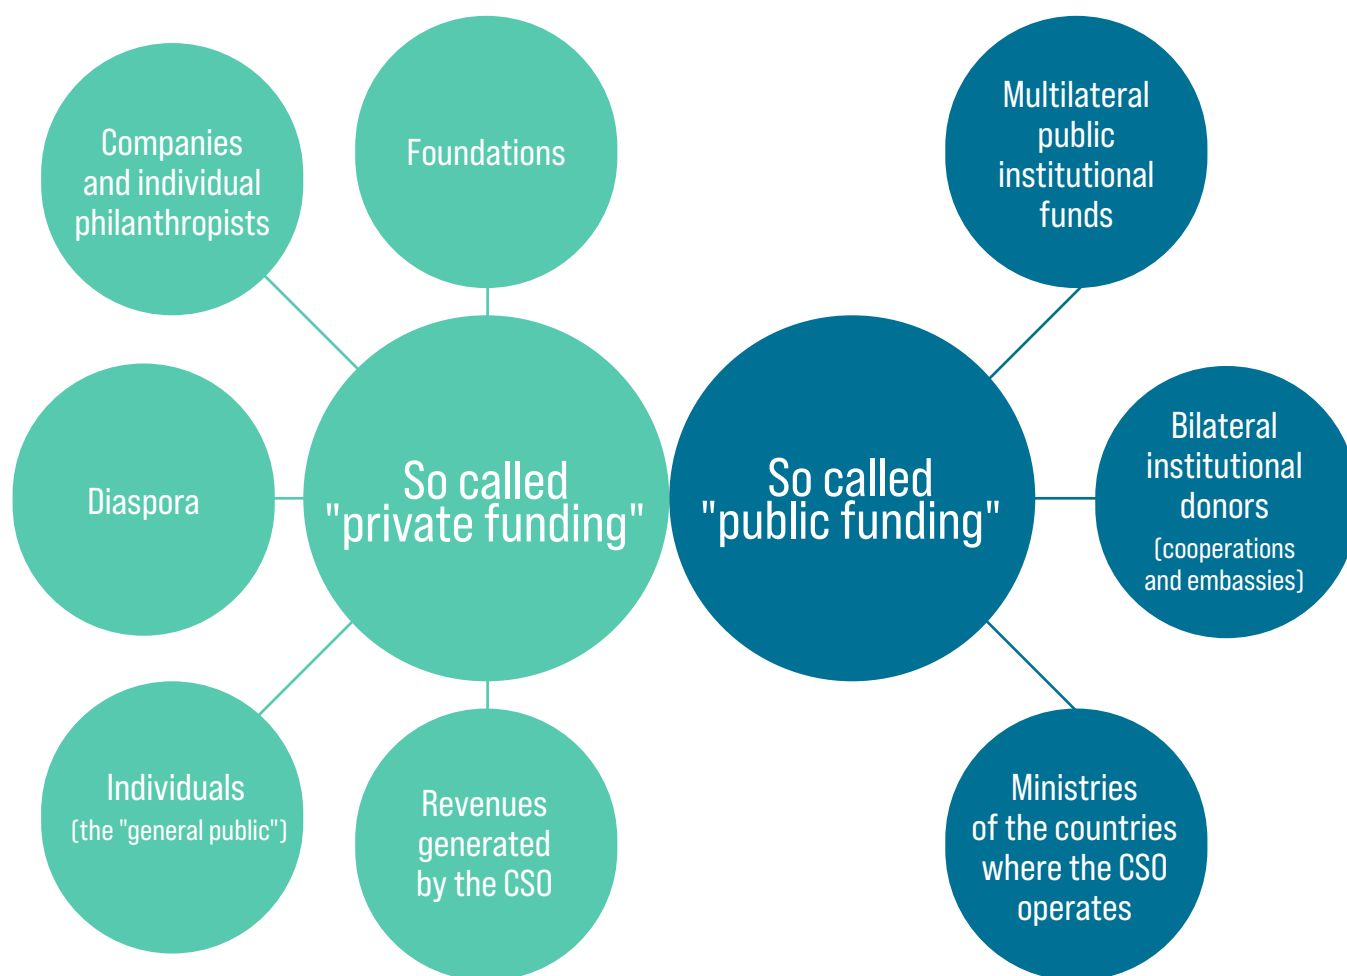 Companies
and individual
philanthropists
Foundations
Multilateral
public
institutional
funds
Diaspora
So called
"private funding"
So called
"public funding"
Bilateral
institutional
donors
(cooperations
and embassies)
Individuals
(the "general public")
Revenues
generated
by the CSO
Ministries
of the countries
where the CSO
operates